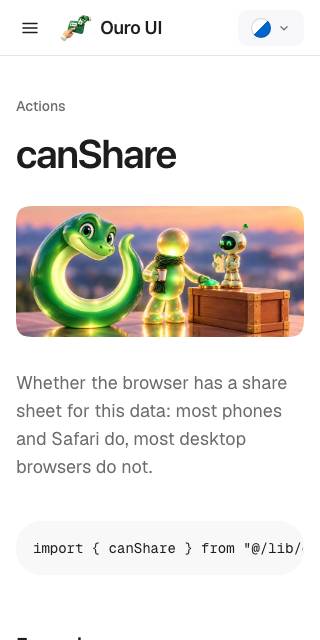 Ouro UI
Actions
canShare
Whether the browser has a share
sheet for this data: most phones
and Safari do, most desktop
browsers do not.
import { canShare } from "@/lib/